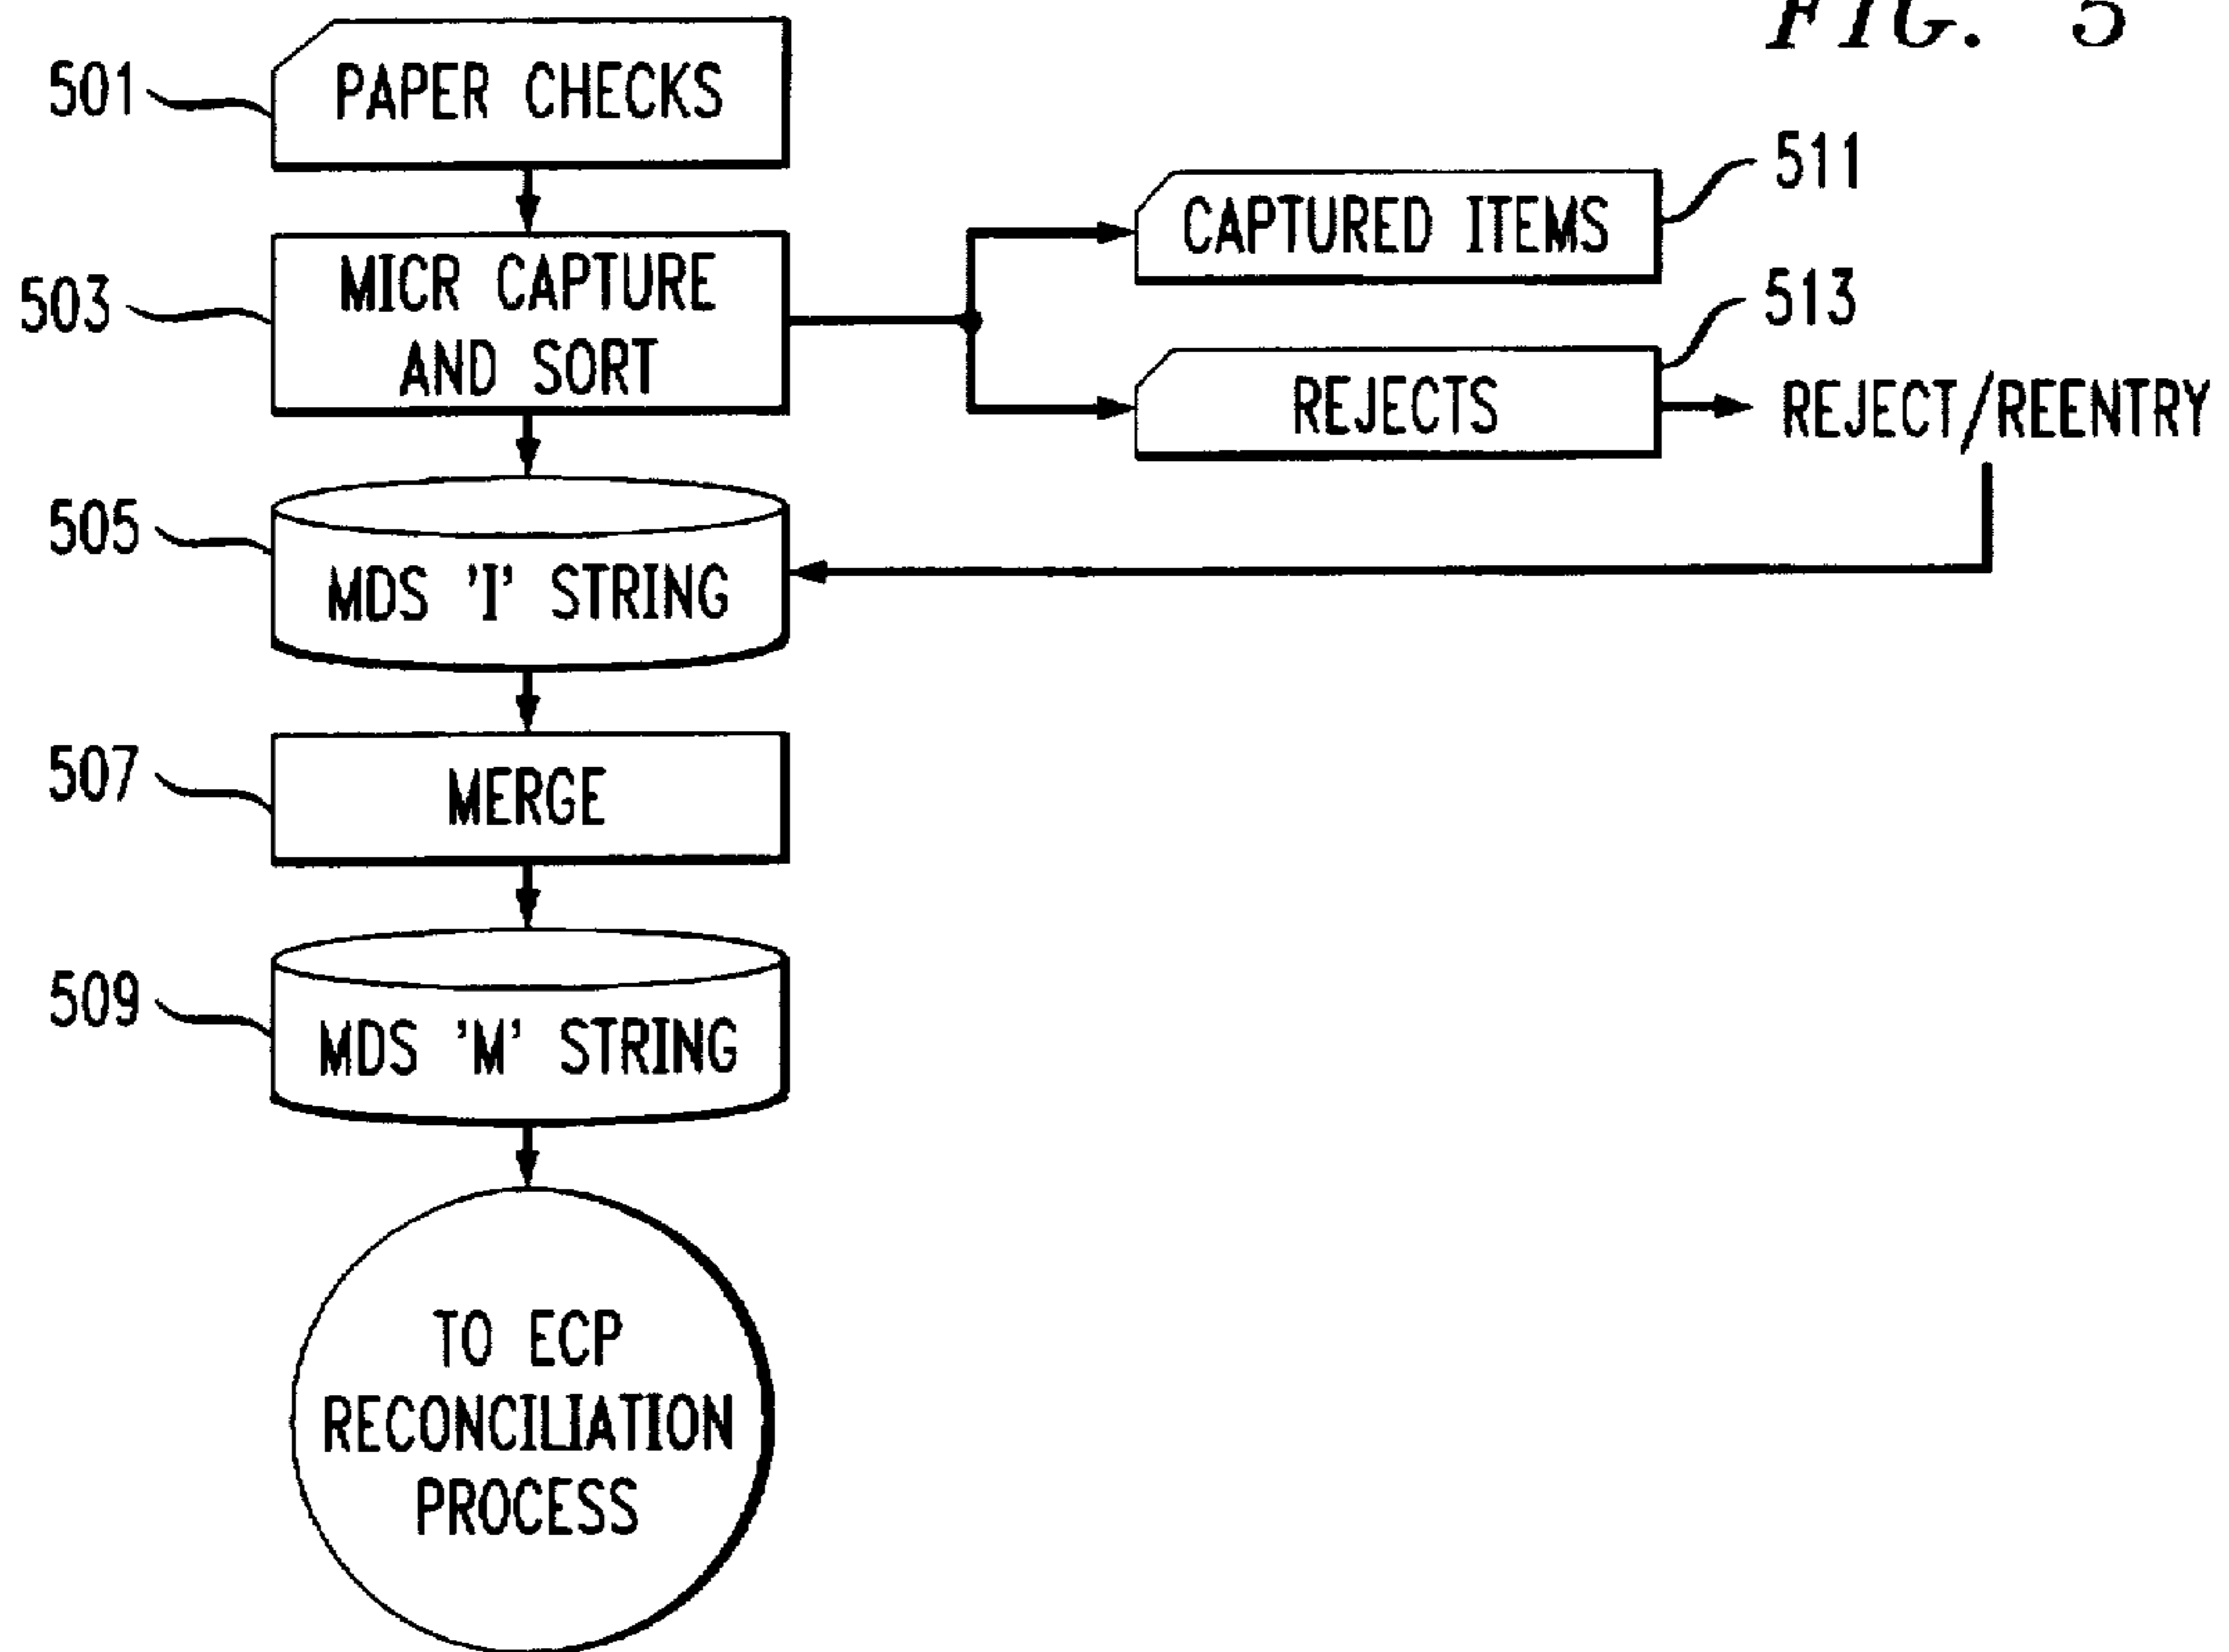 FIG. 5
501
PAPER CHECKS
511
CAPTURED ITEMS
503
MICR CAPTURE
AND SORT
513
REJECTS
REJECT/REENTRY
505
MDS 'I' STRING
507
MERGE
509
MDS 'M' STRING
TO ECP
RECONCILIATION
PROCESS